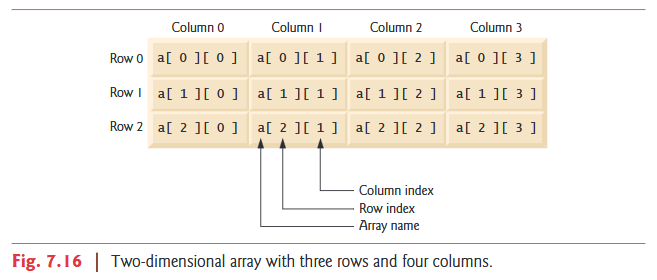 Column 0 Column 1 Column 2 Column 3
Row 0 a[ 0 ][ 0 ] a[ 0 ][ 1 ] a[ 0 ][ 2 ] a[ 0 ][ 3 ]
Row 1 a[ 1 ][ 0 ] a[ 1 ][ 1 ] a[ 1 ][ 2 ] a[ 1 ][ 3 ]
Row 2 a[ 2 ][ 0 ] a[ 2 ][ 1 ] a[ 2 ][ 2 ] a[ 2 ][ 3 ]
Column index
Row index
Array name
Fig. 7.16 | Two-dimensional array with three rows and four columns.